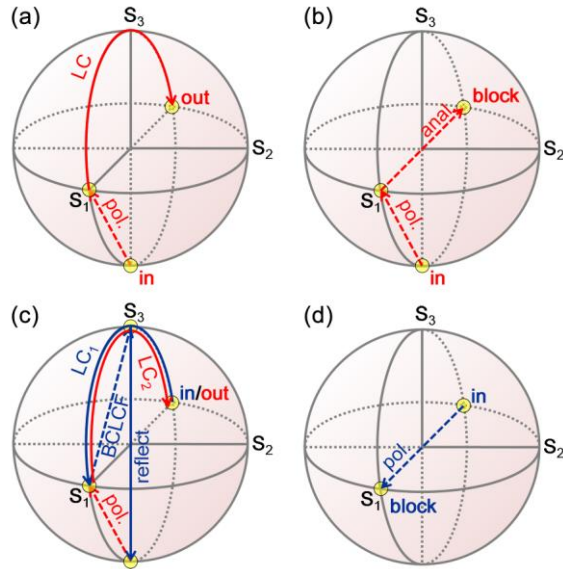 (a)
S3
LC
out
S2
S1
pol.
in
(b)
block
anal.
S2
S1
pol.
in
(c)
S3
LC1
LC2
BCLCF
in/out
reflect
S2
S1
pol.
(d)
S3
in
pol.
S2
S1
block